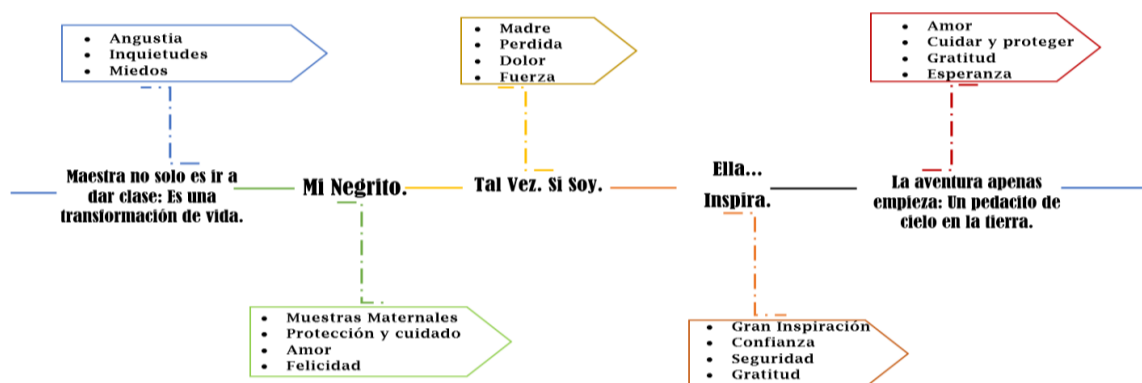 Angustia
Inquietudes
Miedos
Madre
Perdida
Dolor
Fuerza
Amor
Cuidar y proteger
Gratitud
Esperanza
Maestra no solo es ir a
dar clase: Es una
transformación de vida.
Mi Negrito.
Tal Vez. Si Soy.
Ella...
Inspira.
La aventura apenas
empieza: Un pedacito de
cielo en la tierra.
Muestras Maternales
Protección y cuidado
Amor
Felicidad
Gran Inspiración
Confianza
Seguridad
Gratitud